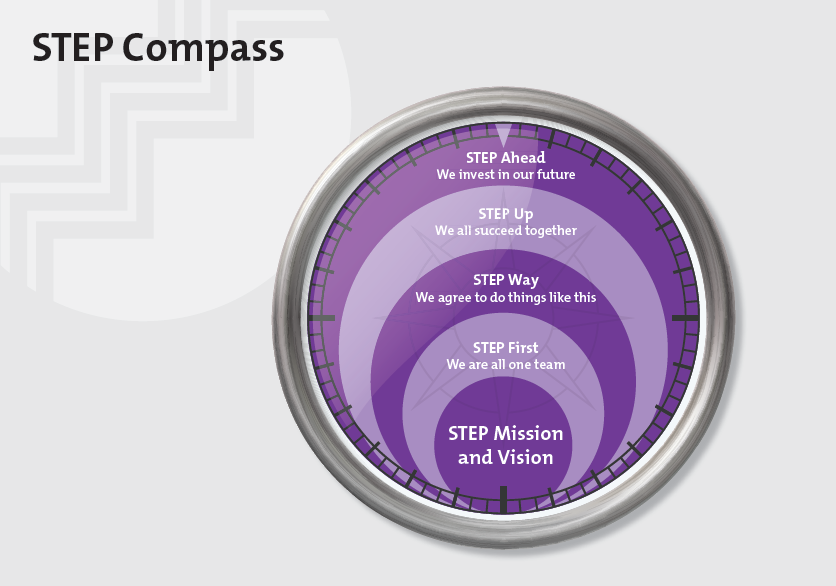 STEP Compass
STEP Ahead
We invest in our future
STEP Up
We all succeed together
STEP Way
We agree to do things like this
STEP First
We are all one team
STEP Mission
and Vision